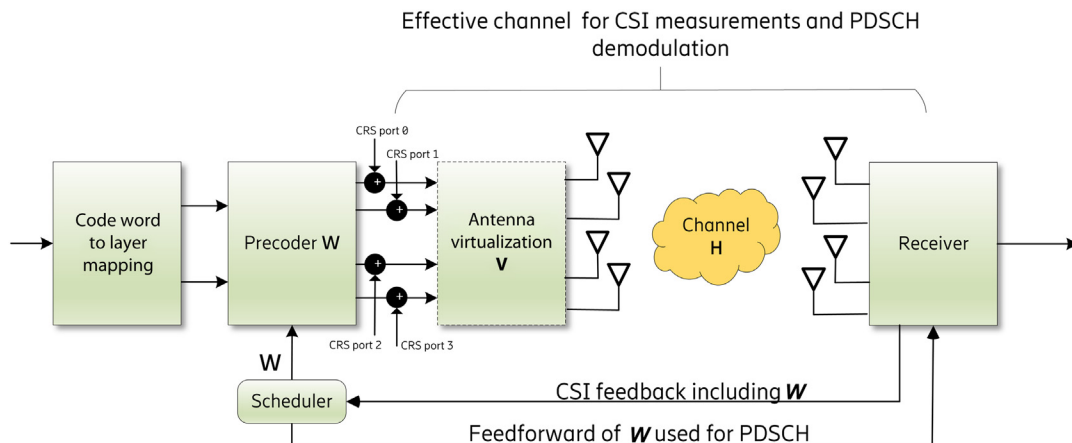 Effective channel for CSI measurements and PDSCH
demodulation
CRS port 0
CRS port 1
Code word
to layer
mapping
Precoder W
Antenna
virtualization
V
Channel
H
Receiver
CRS port 2
CRS port 3
W
Scheduler
CSI feedback including W
Feedforward of W used for PDSCH